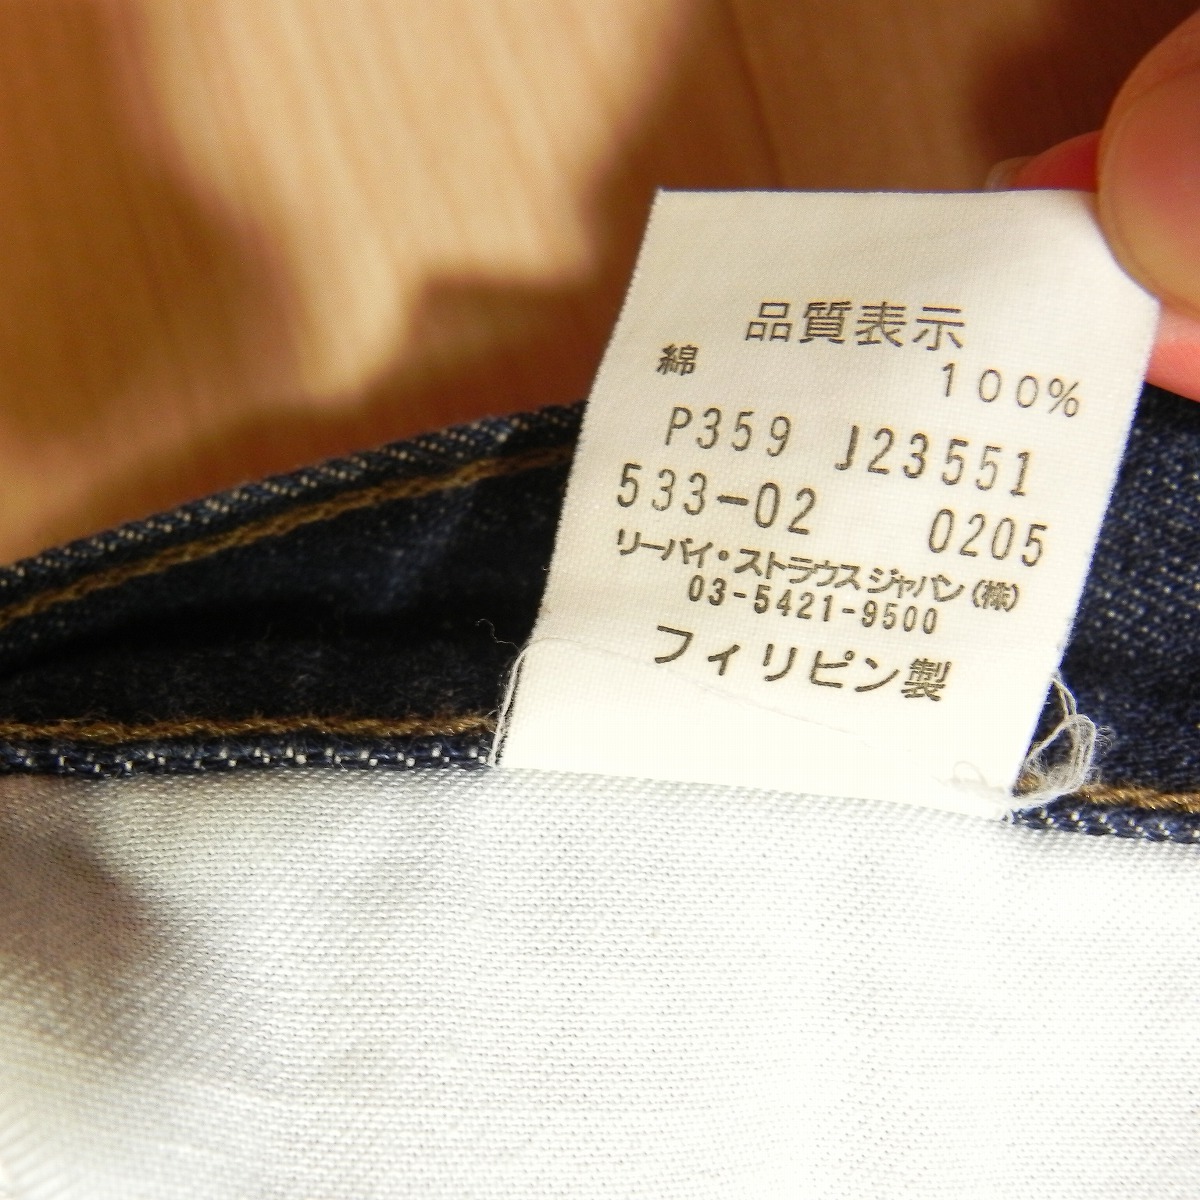 品質表示
綿 100%
P359 J23551
533-02 0205
リーバイ・ストラウス ジャパン(株)
03-5421-9500
フィリピン製